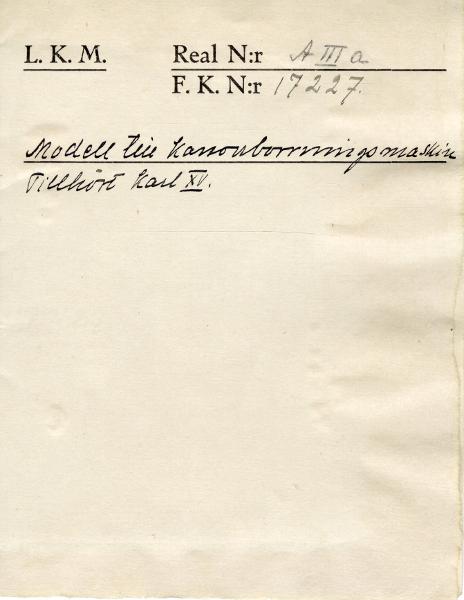 L. K. M. Real N:r A III a
F. K. N:r 17227.
Modell till kanonborrningsmaskin
Tillhört Karl XV.